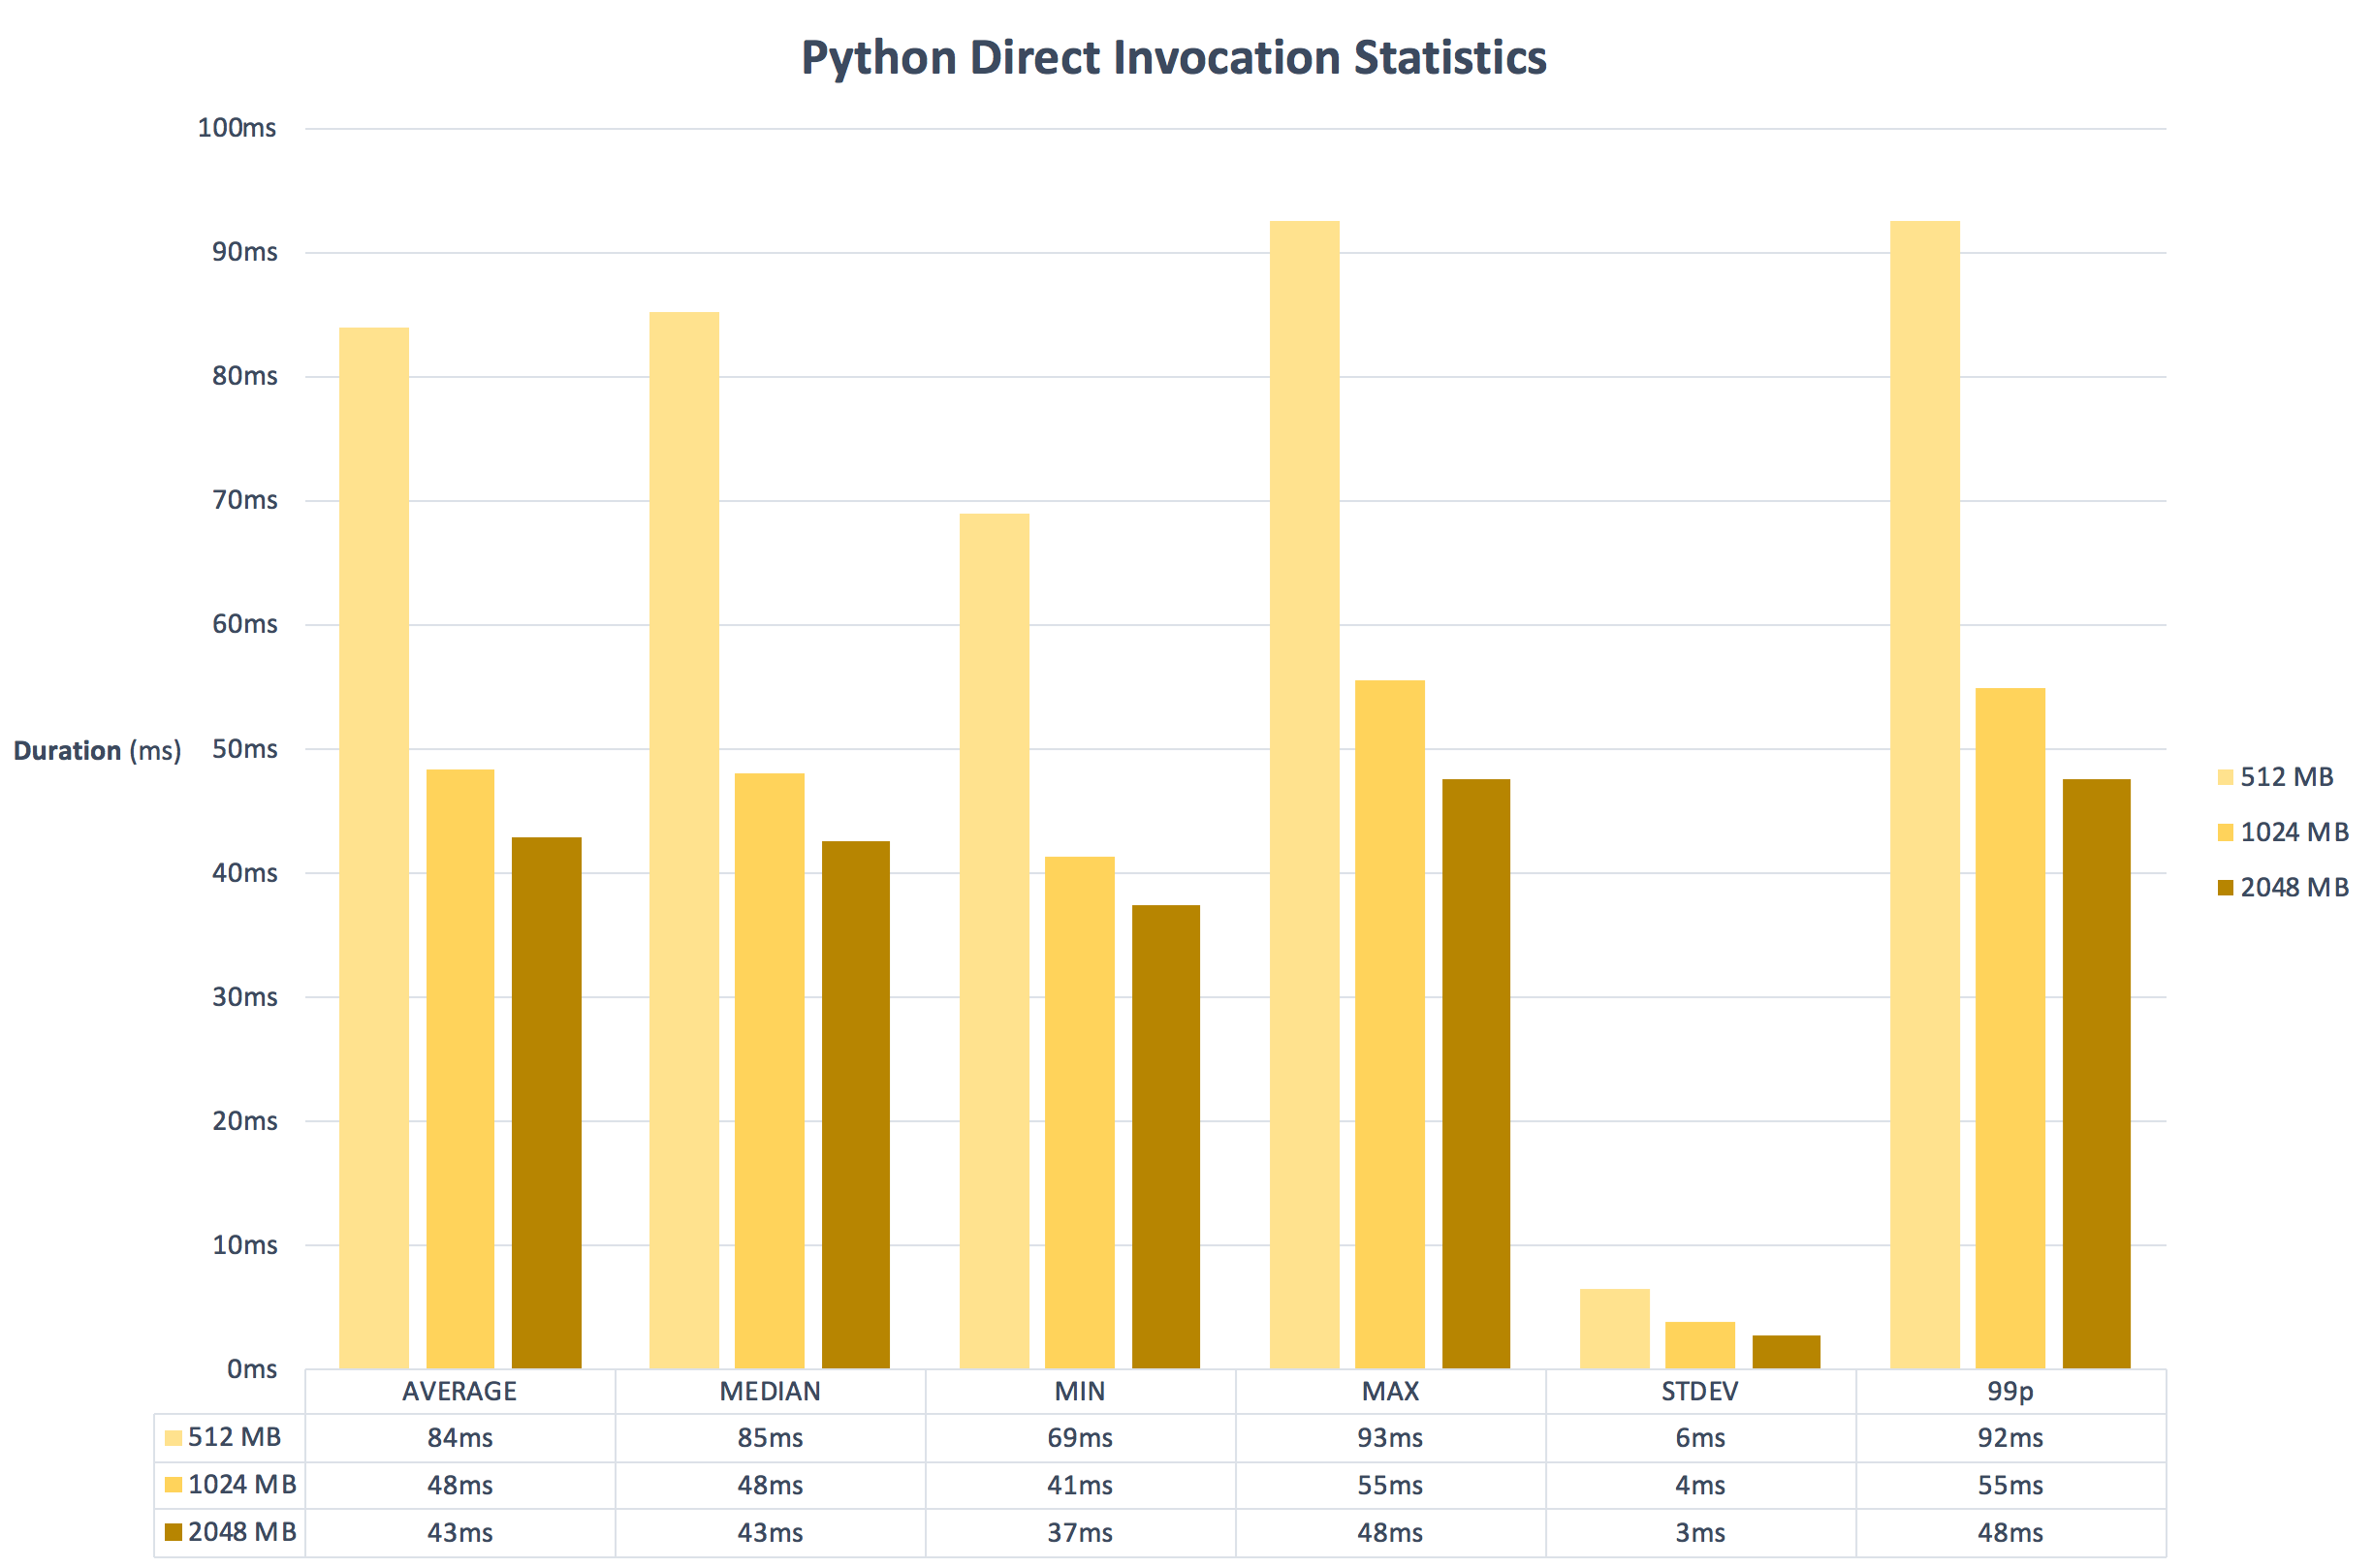 Python Direct Invocation Statistics
100ms
90ms
80ms
70ms
60ms
50ms
40ms
30ms
20ms
10ms
0ms
Duration (ms)
512 MB
1024 MB
2048 MB
AVERAGE MEDIAN MIN MAX STDEV 99p
512 MB 84ms 85ms 69ms 93ms 6ms 92ms
1024 MB 48ms 48ms 41ms 55ms 4ms 55ms
2048 MB 43ms 43ms 37ms 48ms 3ms 48ms